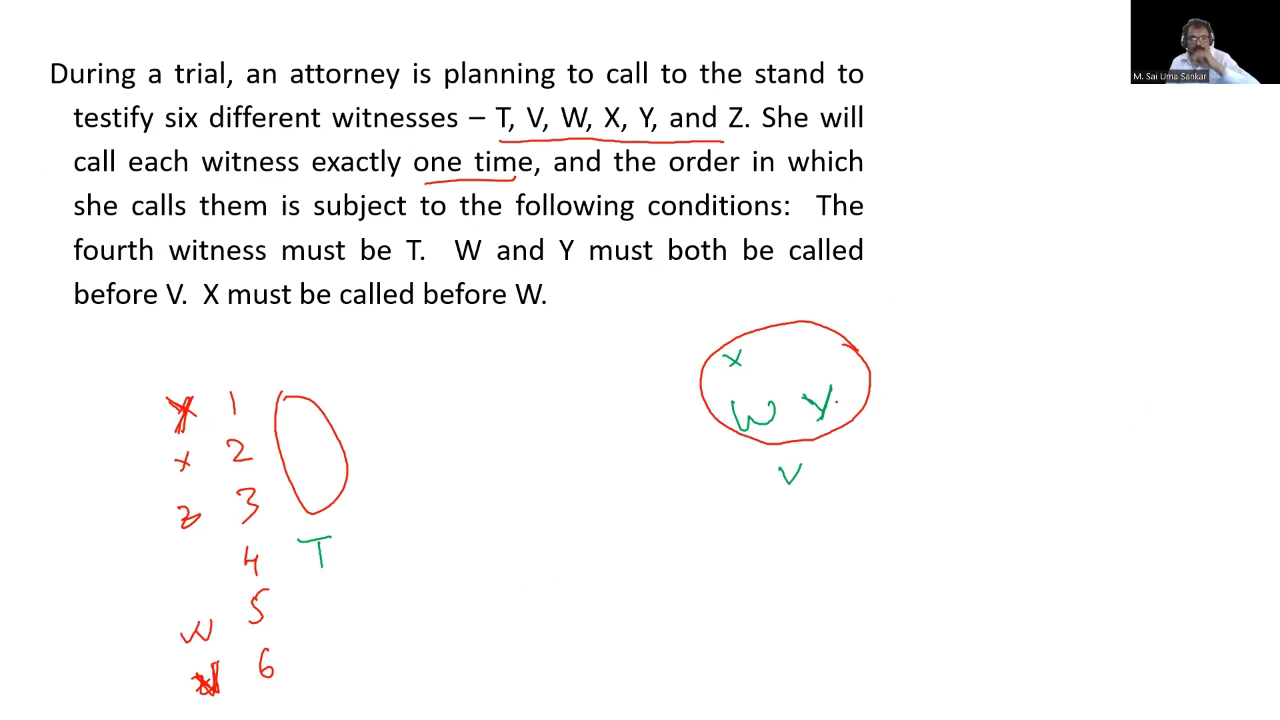 During a trial, an attorney is planning to call to the stand to
testify six different witnesses – T, V, W, X, Y, and Z. She will
call each witness exactly one time, and the order in which
she calls them is subject to the following conditions: The
fourth witness must be T. W and Y must both be called
before V. X must be called before W.
M. Sai Uma Sankar
X
W Y
V
1
X 2
Z 3
4 T
W 5
6